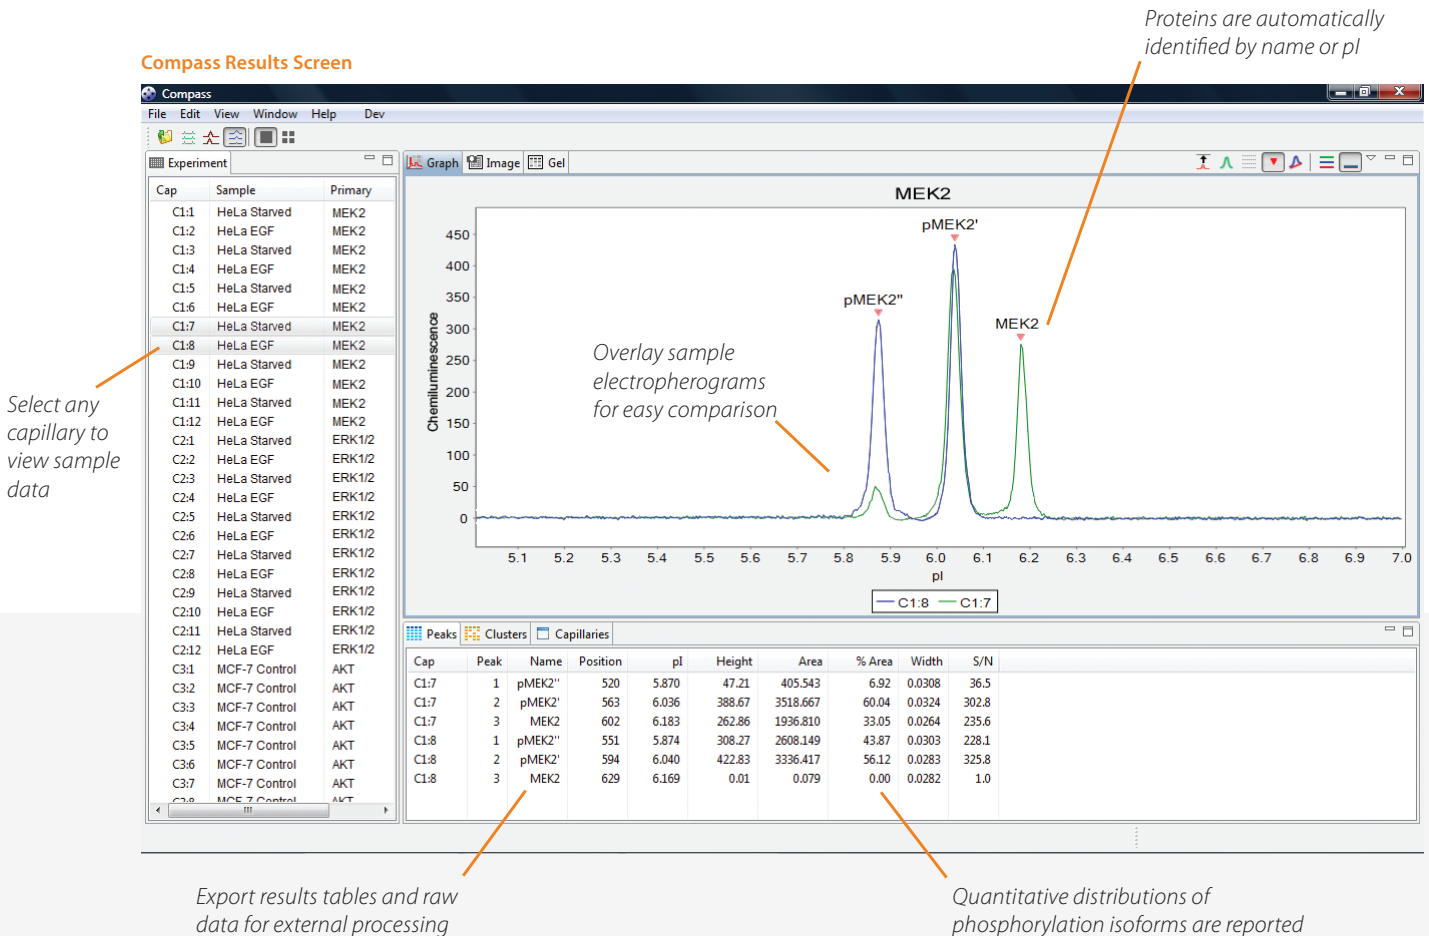 Proteins are automatically
identified by name or pI
Compass Results Screen
Compass
File Edit View Window Help Dev
Experiment
Cap Sample Primary
C1:1 HeLa Starved MEK2
C1:2 HeLa EGF MEK2
C1:3 HeLa Starved MEK2
C1:4 HeLa EGF MEK2
C1:5 HeLa Starved MEK2
C1:6 HeLa EGF MEK2
C1:7 HeLa Starved MEK2
C1:8 HeLa EGF MEK2
C1:9 HeLa Starved MEK2
C1:10 HeLa EGF MEK2
C1:11 HeLa Starved MEK2
C1:12 HeLa EGF MEK2
C2:1 HeLa Starved ERK1/2
C2:2 HeLa EGF ERK1/2
C2:3 HeLa Starved ERK1/2
C2:4 HeLa EGF ERK1/2
C2:5 HeLa Starved ERK1/2
C2:6 HeLa EGF ERK1/2
C2:7 HeLa Starved ERK1/2
C2:8 HeLa EGF ERK1/2
C2:9 HeLa Starved ERK1/2
C2:10 HeLa EGF ERK1/2
C2:11 HeLa Starved ERK1/2
C2:12 HeLa EGF ERK1/2
C3:1 MCF-7 Control AKT
C3:2 MCF-7 Control AKT
C3:3 MCF-7 Control AKT
C3:4 MCF-7 Control AKT
C3:5 MCF-7 Control AKT
C3:6 MCF-7 Control AKT
C3:7 MCF-7 Control AKT
C3:8 MCF-7 Control AKT
Select any
capillary to
view sample
data
Graph Image Gel
MEK2
450
400
350
300
250
200
150
100
50
0
Chemiluminescence
pMEK2'
pMEK2"
MEK2
Overlay sample
electropherograms
for easy comparison
5.1 5.2 5.3 5.4 5.5 5.6 5.7 5.8 5.9 6.0 6.1 6.2 6.3 6.4 6.5 6.6 6.7 6.8 6.9 7.0
pI
C1:8 C1:7
Peaks Clusters Capillaries
Cap Peak Name Position pI Height Area % Area Width S/N
C1:7 1 pMEK2" 520 5.870 47.21 405.543 6.92 0.0308 36.5
C1:7 2 pMEK2' 563 6.036 388.67 3518.667 60.04 0.0324 302.8
C1:7 3 MEK2 602 6.183 262.86 1936.810 33.05 0.0264 235.6
C1:8 1 pMEK2" 551 5.874 308.27 2608.149 43.87 0.0303 228.1
C1:8 2 pMEK2' 594 6.040 422.83 3336.417 56.12 0.0283 325.8
C1:8 3 MEK2 629 6.169 0.01 0.079 0.00 0.0282 1.0
Export results tables and raw
data for external processing
Quantitative distributions of
phosphorylation isoforms are reported